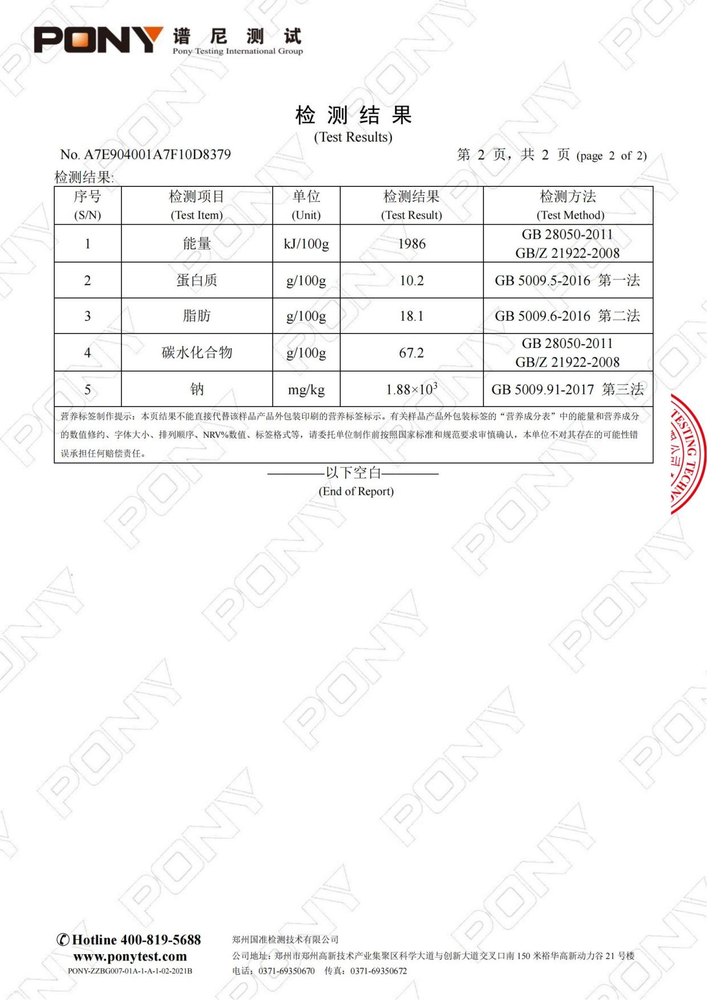 PONY 谱尼测试
Pony Testing International Group
检测结果
(Test Results)
No. A7E904001A7F10D8379 第 2 页，共 2 页 (page 2 of 2)
检测结果:
序号 检测项目 单位 检测结果 检测方法
(S/N) (Test Item) (Unit) (Test Result) (Test Method)
1 能量 kJ/100g 1986 GB 28050-2011
GB/Z 21922-2008
2 蛋白质 g/100g 10.2 GB 5009.5-2016 第一法
3 脂肪 g/100g 18.1 GB 5009.6-2016 第二法
4 碳水化合物 g/100g 67.2 GB 28050-2011
GB/Z 21922-2008
5 钠 mg/kg 1.88×10³ GB 5009.91-2017 第三法
营养标签制作提示：本页结果不能直接代替该样品产品外包装印刷的营养标签标示。有关样品产品外包装标签的“营养成分表”中的能量和营养成分
的数值修约、字体大小、排列顺序、NRV%数值、标签格式等，请委托单位制作前按照国家标准和规范要求审慎确认，本单位不对其存在的可能性错
误承担任何赔偿责任。
以下空白
(End of Report)
TESTING TECHNO
公司
Hotline 400-819-5688
www.ponytest.com
PONY-ZZBG007-01A-1-A-1-02-2021B
郑州国准检测技术有限公司
公司地址：郑州市郑州高新技术产业集聚区科学大道与创新大道交叉口南 150 米裕华高新动力谷 21 号楼
电话：0371-69350670 传真：0371-69350672